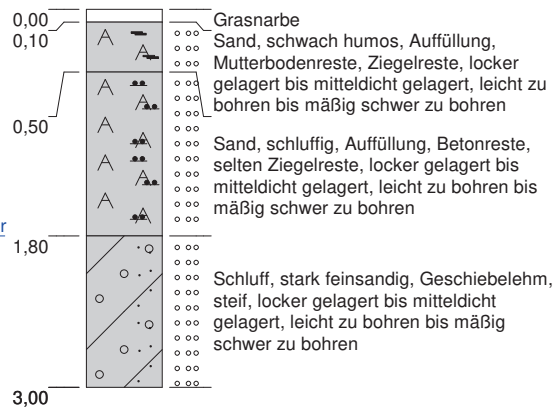 0,00
Grasnarbe
0,10
Sand, schwach humos, Auffüllung,
Mutterbodenreste, Ziegelreste, locker
gelagert bis mitteldicht gelagert, leicht zu
bohren bis mäßig schwer zu bohren
0,50
Sand, schluffig, Auffüllung, Betonreste,
selten Ziegelreste, locker gelagert bis
mitteldicht gelagert, leicht zu bohren bis
mäßig schwer zu bohren
r
1,80
Schluff, stark feinsandig, Geschiebelehm,
steif, locker gelagert bis mitteldicht
gelagert, leicht zu bohren bis mäßig
schwer zu bohren
3,00